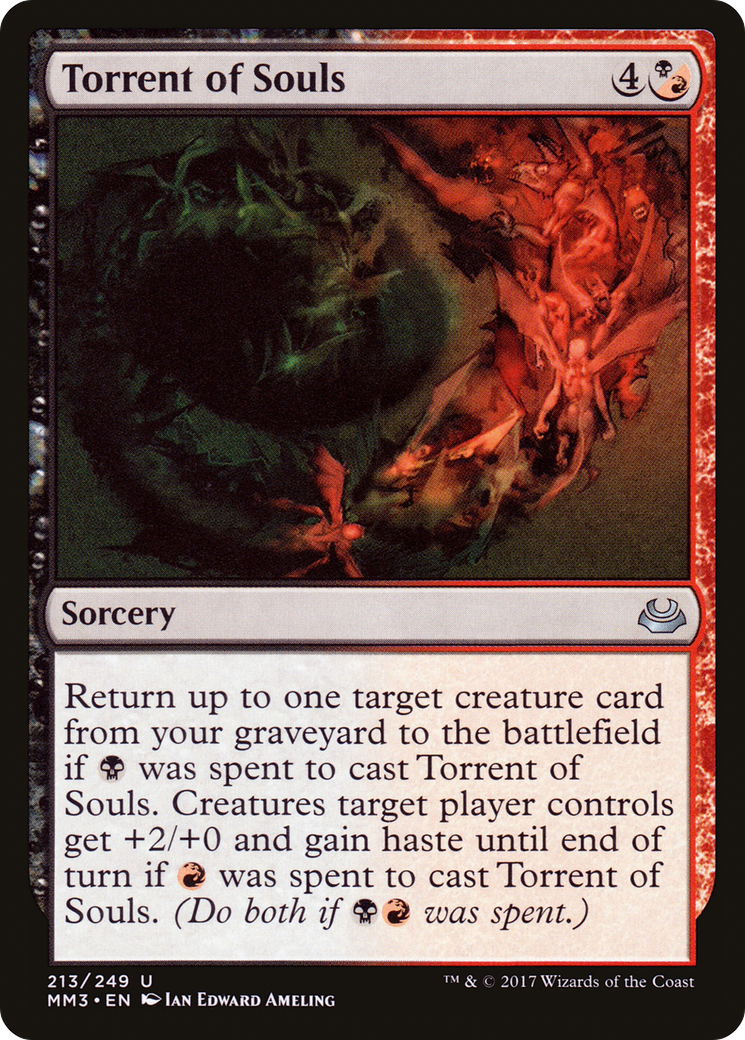 Torrent of Souls 4
Sorcery
Return up to one target creature card
from your graveyard to the battlefield
if was spent to cast Torrent of
Souls. Creatures target player controls
get +2/+0 and gain haste until end of
turn if was spent to cast Torrent of
Souls. (Do both if was spent.)
213/249 U
™ & © 2017 Wizards of the Coast
MM3 • EN Ian Edward Ameling